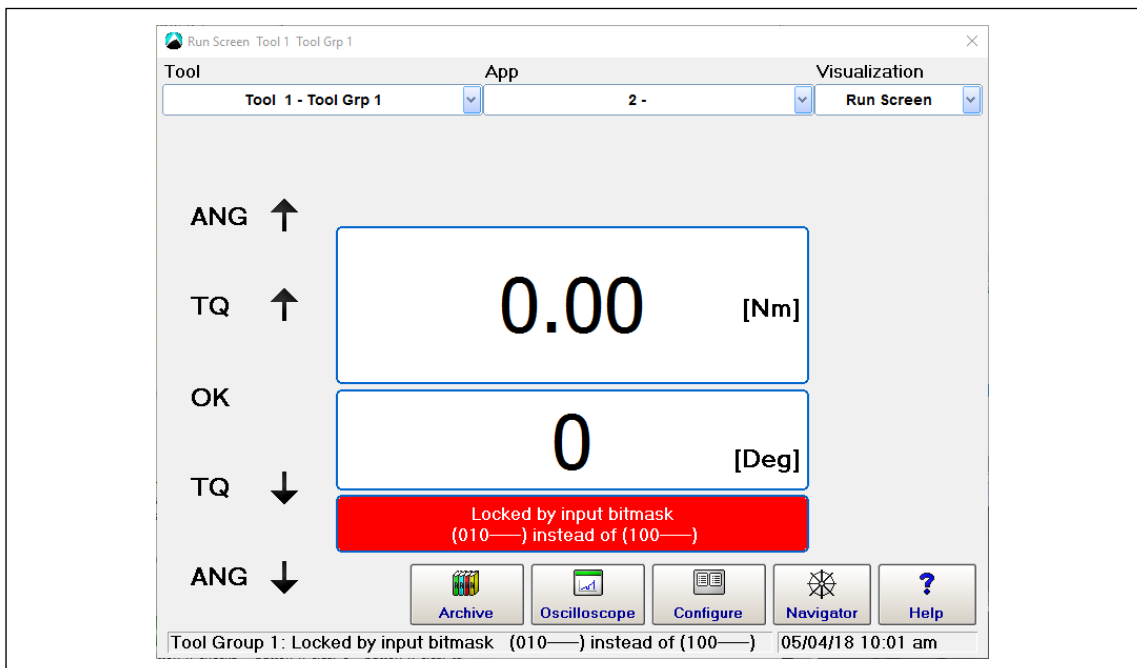 Run Screen Tool 1 Tool Grp 1
Tool App Visualization
Tool 1 - Tool Grp 1 2 - Run Screen
ANG ↑
TQ ↑
0.00 [Nm]
OK
0 [Deg]
TQ ↓
Locked by input bitmask
(010-----) instead of (100-----)
ANG ↓
Archive Oscilloscope Configure Navigator ? Help
Tool Group 1: Locked by input bitmask (010-----) instead of (100-----) 05/04/18 10:01 am